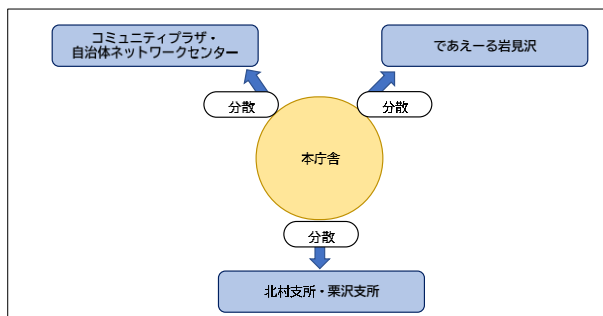 コミュニティプラザ・
自治体ネットワークセンター
であえーる岩見沢
分散
分散
本庁舎
分散
北村支所・栗沢支所